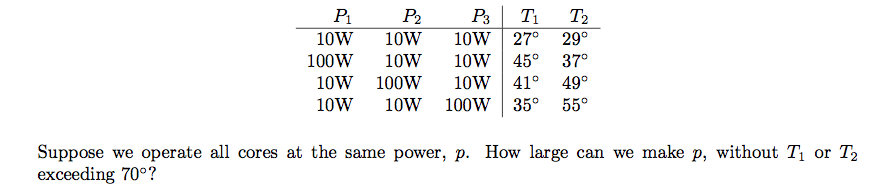 P₁ P₂ P₃ T₁ T₂
10W 10W 10W 27° 29°
100W 10W 10W 45° 37°
10W 100W 10W 41° 49°
10W 10W 100W 35° 55°
Suppose we operate all cores at the same power, p. How large can we make p, without T₁ or T₂
exceeding 70°?